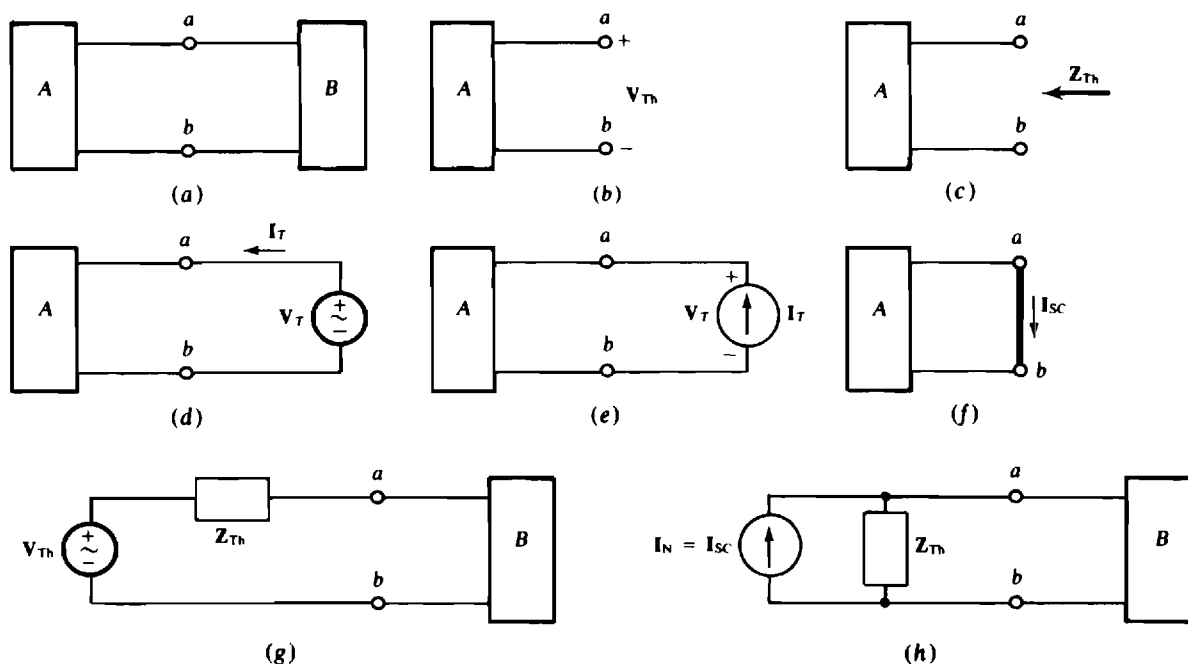 a a a
A B A + A
V_Th Z_Th
b b − b
(a) (b) (c)
a I_T a a
A V_T + − A + V_T I_T − A I_SC
b b b
(d) (e) (f)
a a
V_Th + − Z_Th B I_N = I_SC Z_Th B
b b
(g) (h)